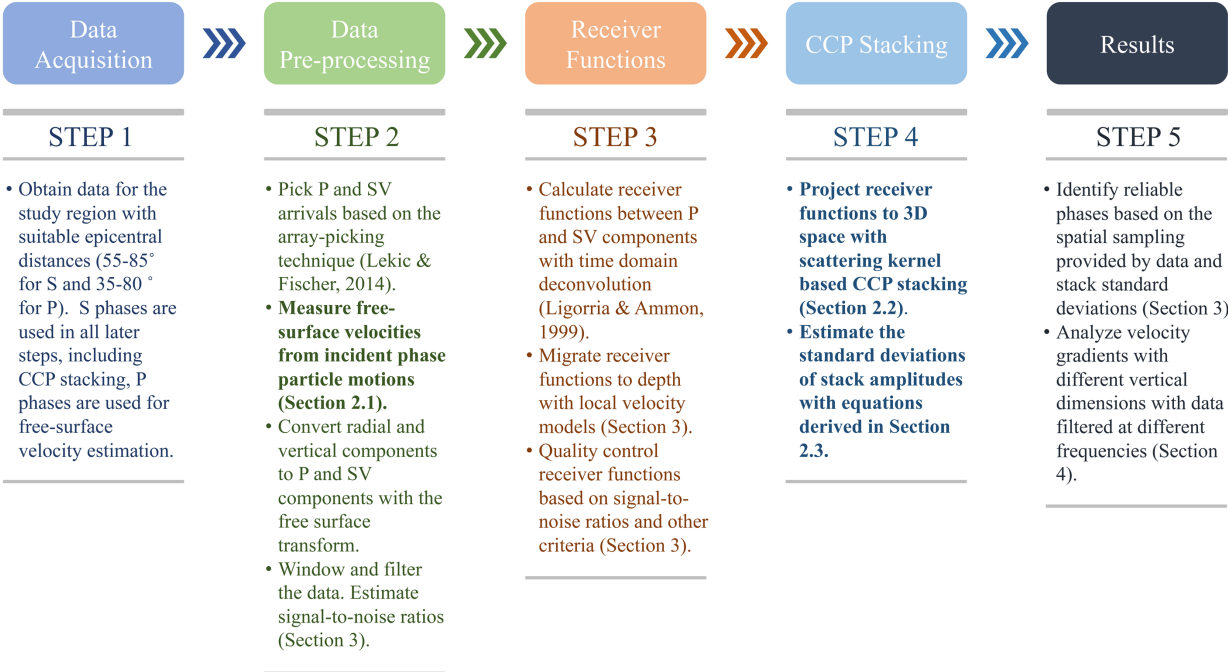 Data
Acquisition
Data
Pre-processing
Receiver
Functions
CCP Stacking
Results
STEP 1
• Obtain data for the
study region with
suitable epicentral
distances (55-85°
for S and 35-80 °
for P).  S phases are
used in all later
steps, including
CCP stacking, P
phases are used for
free-surface
velocity estimation.
STEP 2
• Pick P and SV
arrivals based on the
array-picking
technique (Lekic &
Fischer, 2014).
• Measure free-
surface velocities
from incident phase
particle motions
(Section 2.1).
• Convert radial and
vertical components
to P and SV
components with the
free surface
transform.
• Window and filter
the data. Estimate
signal-to-noise ratios
(Section 3).
STEP 3
• Calculate receiver
functions between P
and SV components
with time domain
deconvolution
(Ligorria & Ammon,
1999).
• Migrate receiver
functions to depth
with local velocity
models (Section 3).
• Quality control
receiver functions
based on signal-to-
noise ratios and other
criteria (Section 3).
STEP 4
• Project receiver
functions to 3D
space with
scattering kernel
based CCP stacking
(Section 2.2).
• Estimate the
standard deviations
of stack amplitudes
with equations
derived in Section
2.3.
STEP 5
• Identify reliable
phases based on the
spatial sampling
provided by data and
stack standard
deviations (Section 3)
• Analyze velocity
gradients with
different vertical
dimensions with data
filtered at different
frequencies (Section
4).